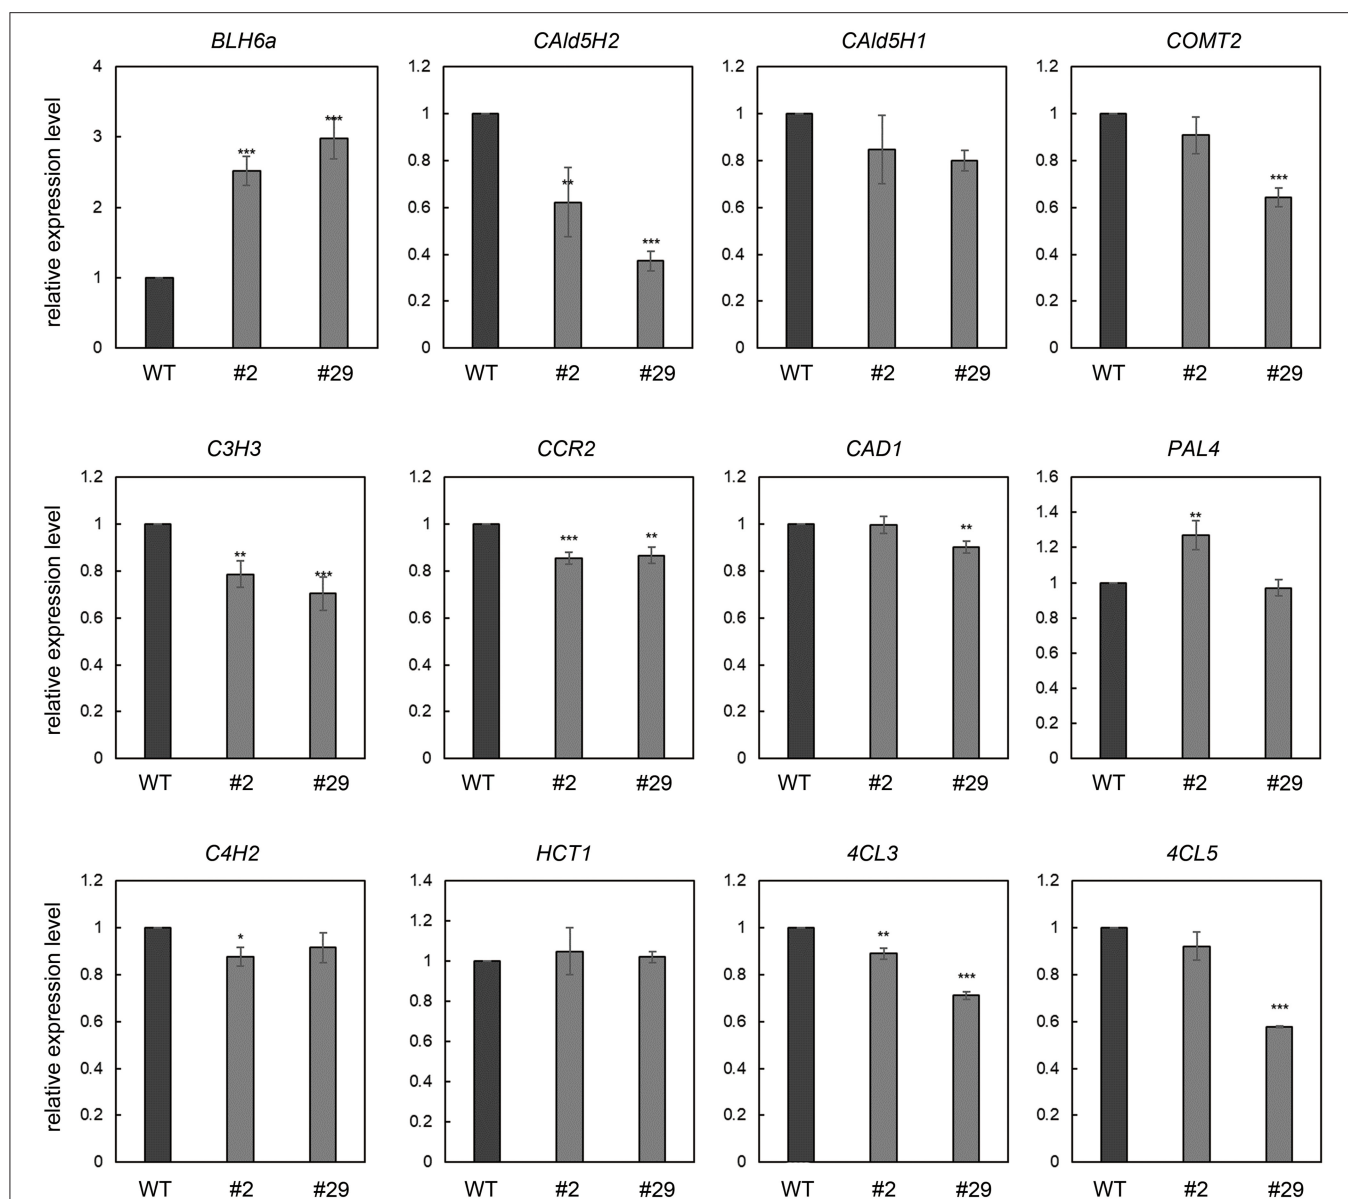 BLH6a CAld5H2 CAld5H1 COMT2
relative expression level
4 3 2 1 0
*** ***
WT #2 #29
1.2 1 0.8 0.6 0.4 0.2 0
** ***
WT #2 #29
1.2 1 0.8 0.6 0.4 0.2 0
WT #2 #29
1.2 1 0.8 0.6 0.4 0.2 0
***
WT #2 #29
C3H3 CCR2 CAD1 PAL4
relative expression level
1.2 1 0.8 0.6 0.4 0.2 0
** ***
WT #2 #29
1.2 1 0.8 0.6 0.4 0.2 0
*** **
WT #2 #29
1.2 1 0.8 0.6 0.4 0.2 0
**
WT #2 #29
1.6 1.4 1.2 1 0.8 0.6 0.4 0.2 0
**
WT #2 #29
C4H2 HCT1 4CL3 4CL5
relative expression level
1.2 1 0.8 0.6 0.4 0.2 0
*
WT #2 #29
1.4 1.2 1 0.8 0.6 0.4 0.2 0
WT #2 #29
1.2 1 0.8 0.6 0.4 0.2 0
** ***
WT #2 #29
1.2 1 0.8 0.6 0.4 0.2 0
***
WT #2 #29